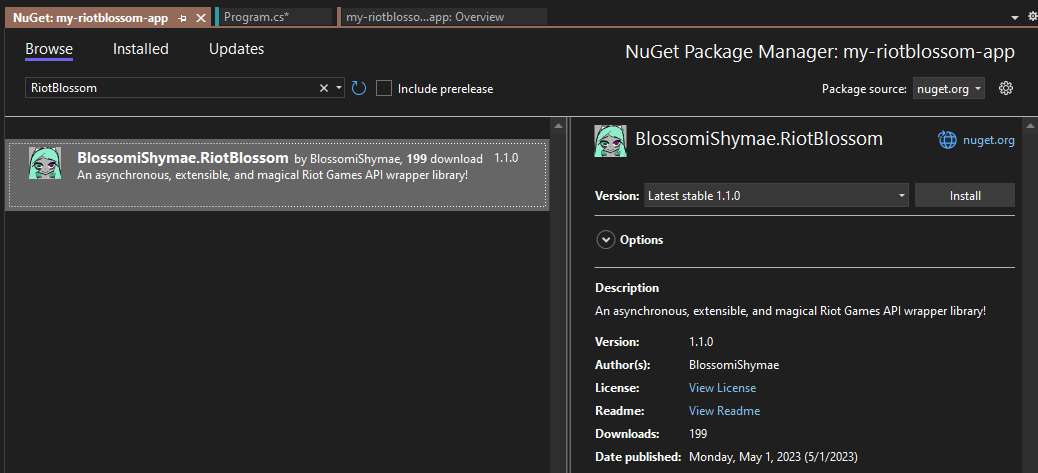 NuGet: my-riotblossom-app
Program.cs*
my-riotblosso...app: Overview
Browse Installed Updates
NuGet Package Manager: my-riotblossom-app
RiotBlossom
Include prerelease
Package source: nuget.org
BlossomiShymae.RiotBlossom by BlossomiShymae, 199 download 1.1.0
An asynchronous, extensible, and magical Riot Games API wrapper library!
BlossomiShymae.RiotBlossom
nuget.org
Version: Latest stable 1.1.0 Install
Options
Description
An asynchronous, extensible, and magical Riot Games API wrapper library!
Version: 1.1.0
Author(s): BlossomiShymae
License: View License
Readme: View Readme
Downloads: 199
Date published: Monday, May 1, 2023 (5/1/2023)